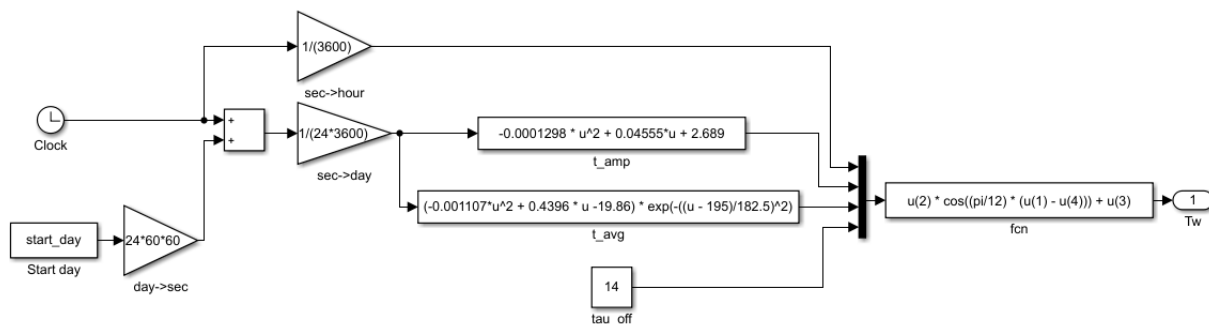 1/(3600)
sec->hour
Clock
+
+
1/(24*3600)
sec->day
-0.0001298 * u^2 + 0.04555*u + 2.689
t_amp
(-0.001107*u^2 + 0.4396 * u -19.86) * exp(-((u - 195)/182.5)^2)
t_avg
u(2) * cos((pi/12) * (u(1) - u(4))) + u(3)
fcn
1
Tw
start_day
Start day
24*60*60
day->sec
14
tau_off